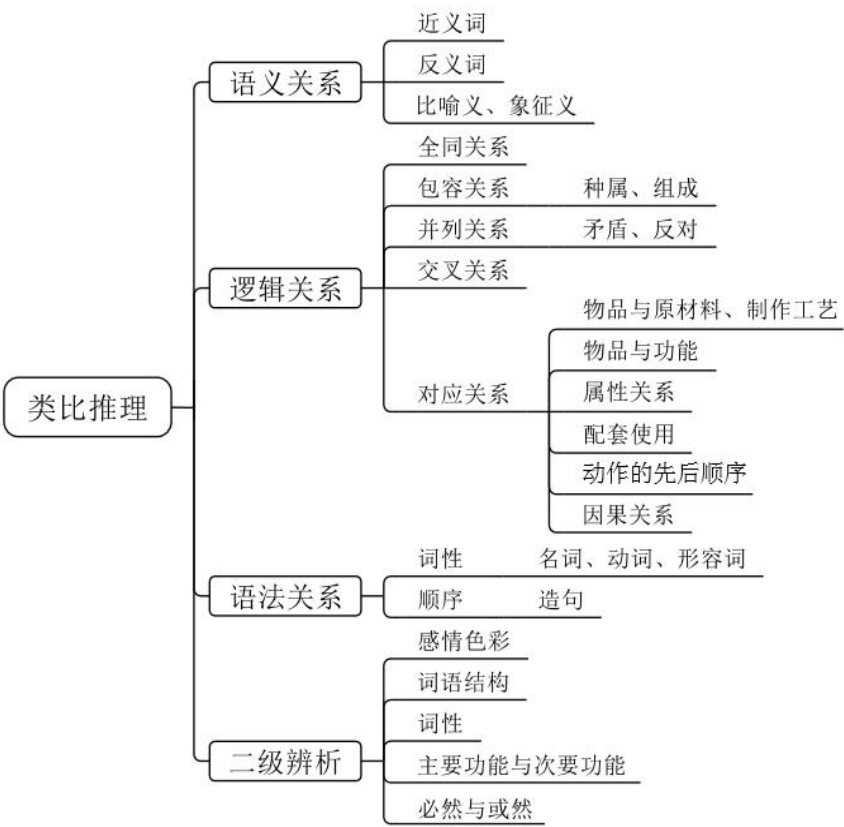 类比推理
语义关系
近义词
反义词
比喻义、象征义
逻辑关系
全同关系
包容关系 种属、组成
并列关系 矛盾、反对
交叉关系
对应关系
物品与原材料、制作工艺
物品与功能
属性关系
配套使用
动作的先后顺序
因果关系
语法关系
词性 名词、动词、形容词
顺序 造句
二级辨析
感情色彩
词语结构
词性
主要功能与次要功能
必然与或然